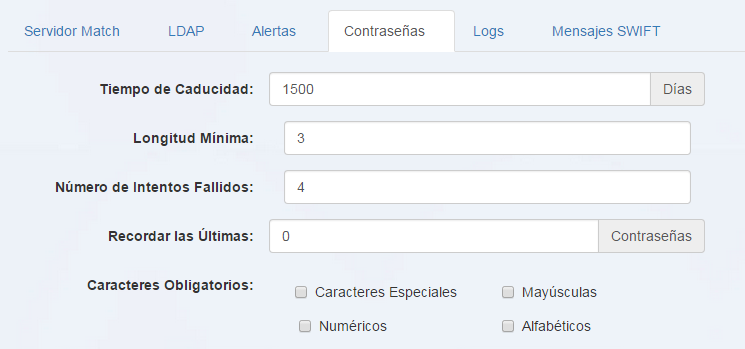 Servidor Match LDAP Alertas Contraseñas Logs Mensajes SWIFT
Tiempo de Caducidad: 1500 Días
Longitud Mínima: 3
Número de Intentos Fallidos: 4
Recordar las Últimas: 0 Contraseñas
Caracteres Obligatorios:
Caracteres Especiales Mayúsculas
Numéricos Alfabéticos